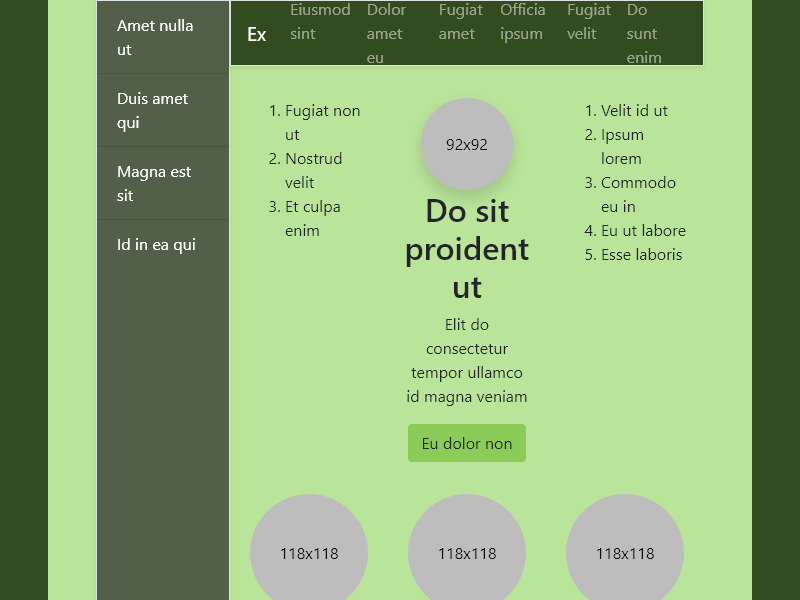 Amet nulla
ut
Duis amet
qui
Magna est
sit
Id in ea qui
Ex
Eiusmod
sint
Dolor
amet
eu
Fugiat
amet
Officia
ipsum
Fugiat
velit
Do
sunt
enim
1. Fugiat non
ut
2. Nostrud
velit
3. Et culpa
enim
92x92
Do sit
proident
ut
Elit do
consectetur
tempor ullamco
id magna veniam
Eu dolor non
1. Velit id ut
2. Ipsum
lorem
3. Commodo
eu in
4. Eu ut labore
5. Esse laboris
118x118
118x118
118x118